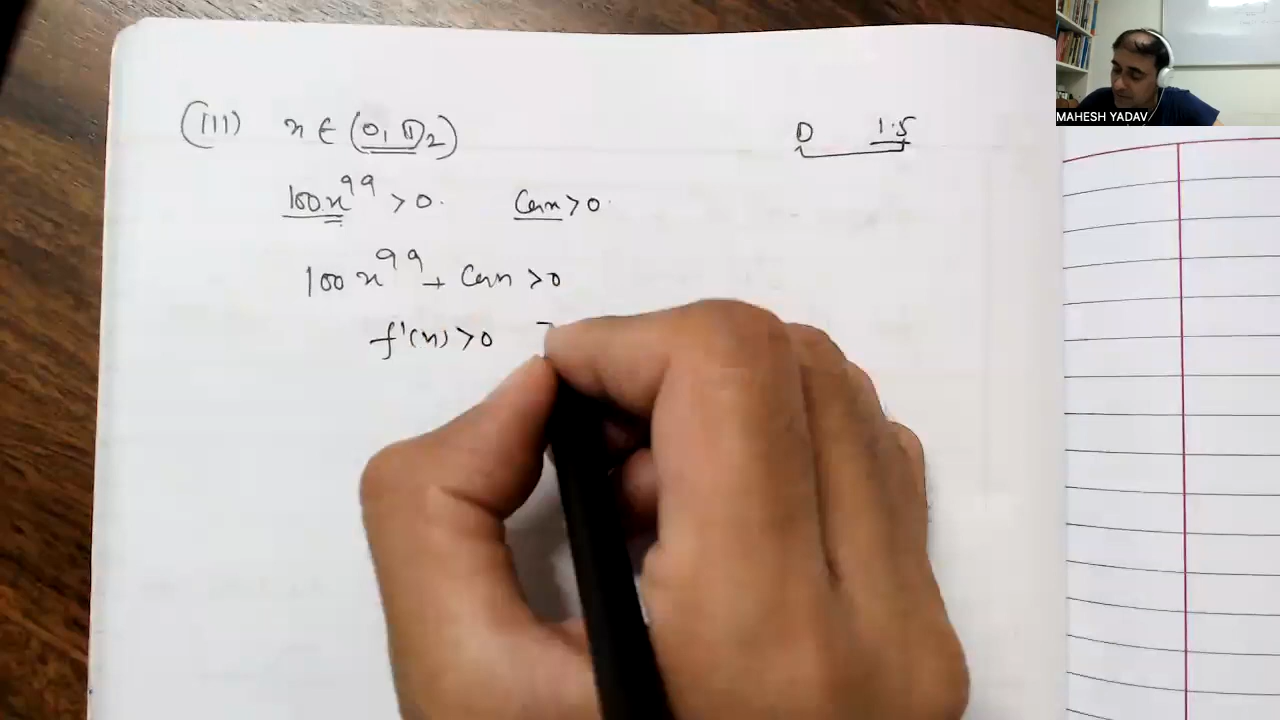 (iii) x ∈ (0, π/2)
0 1.5
100x^99 > 0. Cos x > 0.
100x^99 + Cos x > 0
f'(x) > 0
MAHESH YADAV